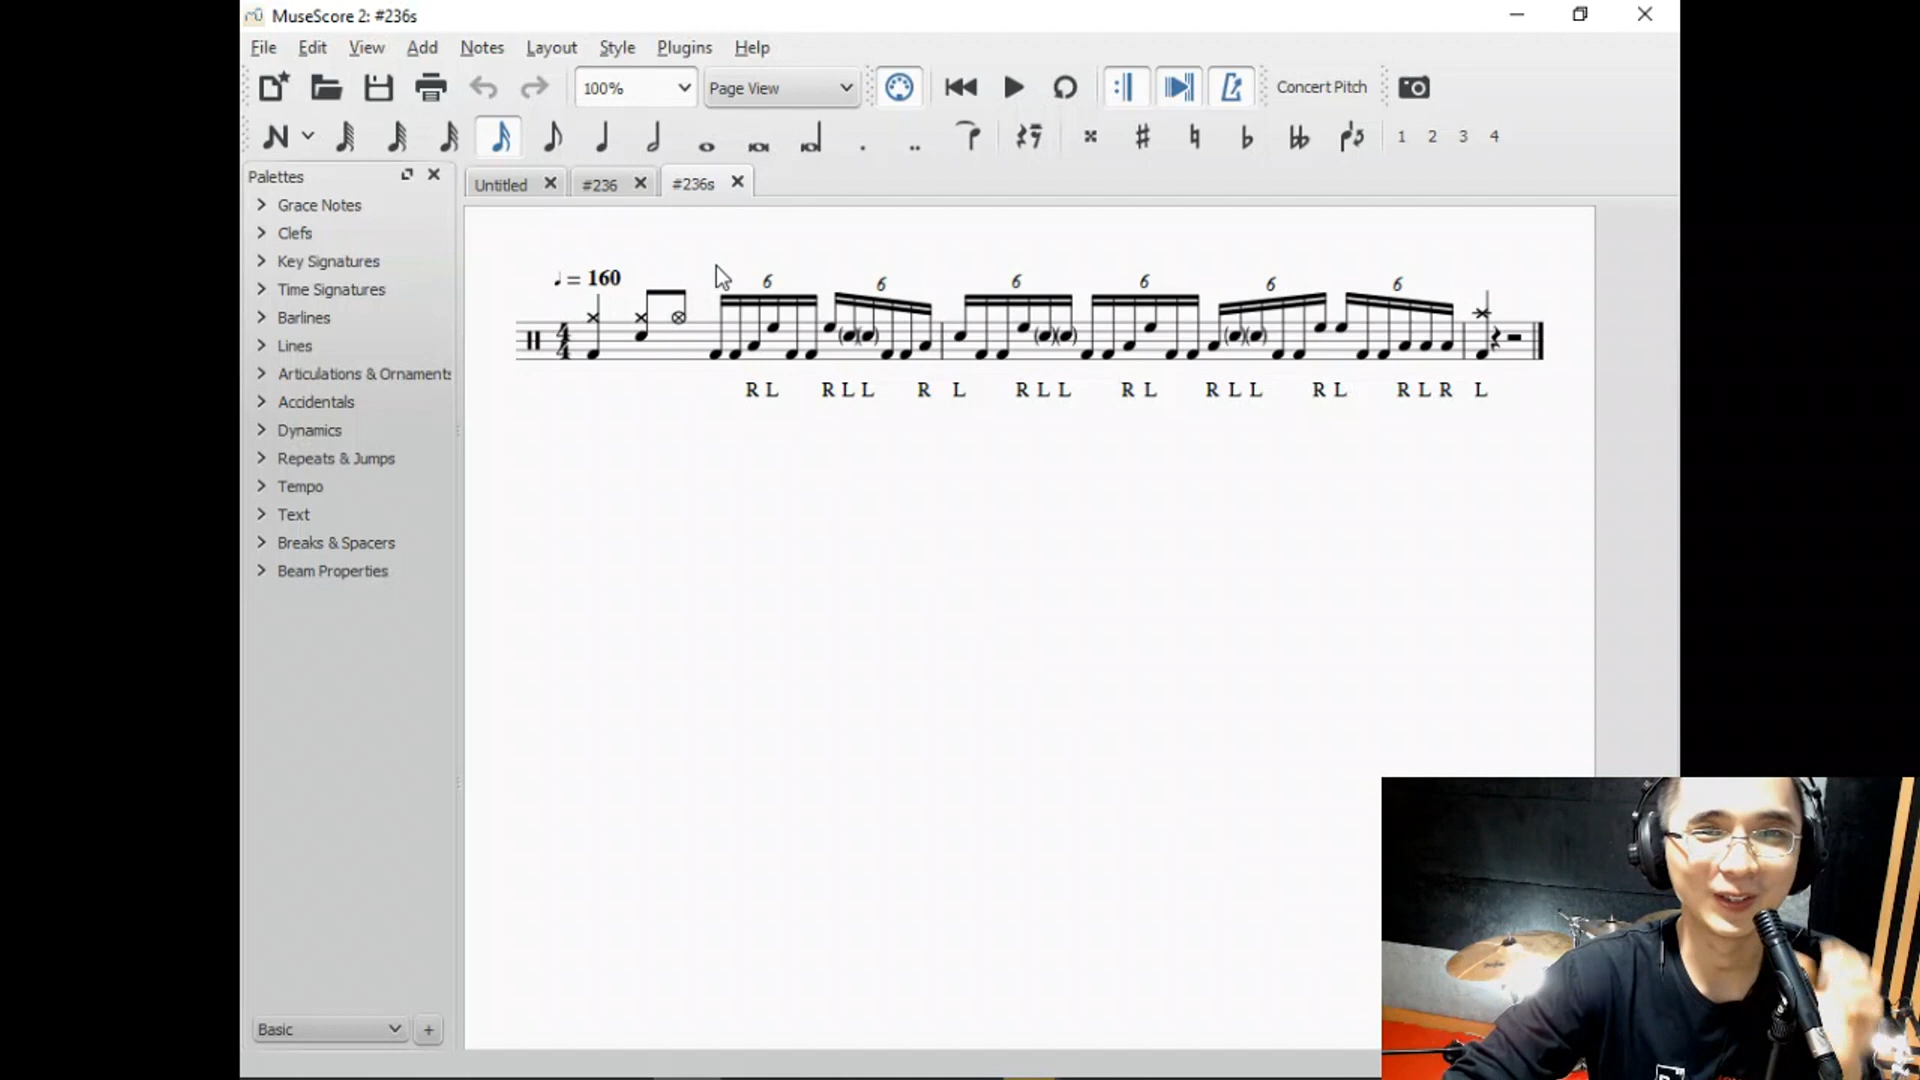 MuseScore 2: #236s
File Edit View Add Notes Layout Style Plugins Help
100% Page View Concert Pitch
1 2 3 4
Palettes
Untitled #236 #236s
Grace Notes
Clefs
Key Signatures
Time Signatures
Barlines
Lines
Articulations & Ornaments
Accidentals
Dynamics
Repeats & Jumps
Tempo
Text
Breaks & Spacers
Beam Properties
♩ = 160
6 6 6 6 6 6
4
4
R L R L L R L R L L R L R L L R L R L R L
Basic +